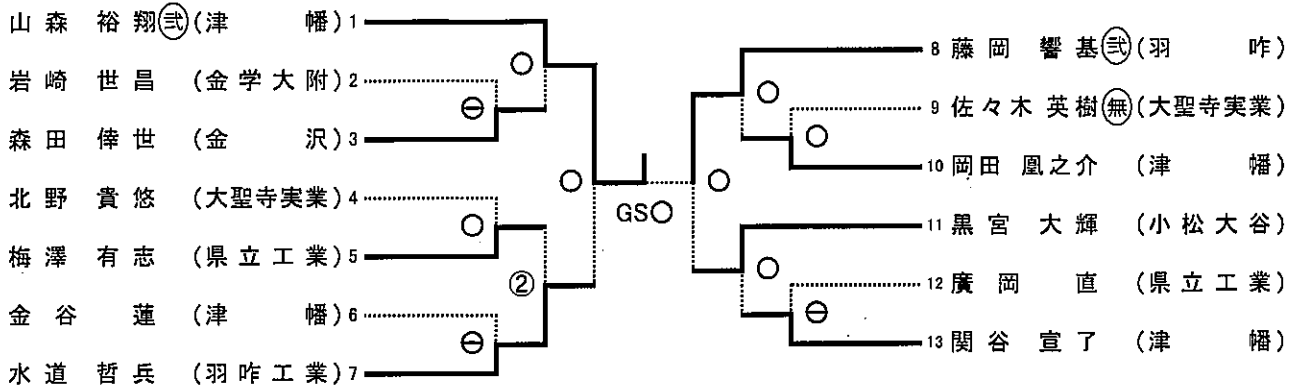 山森 裕翔 弐 (津 幡) 1
岩崎 世昌 (金学大附) 2
森田 倖世 (金 沢) 3
北野 貴悠 (大聖寺実業) 4
梅澤 有志 (県立工業) 5
金谷 蓮 (津 幡) 6
水道 哲兵 (羽咋工業) 7
②
GS○
8 藤岡 響基 弐 (羽 咋)
9 佐々木 英樹 無 (大聖寺実業)
10 岡田 凰之介 (津 幡)
11 黒宮 大輝 (小松大谷)
12 廣岡 直 (県立工業)
13 関谷 宣了 (津 幡)